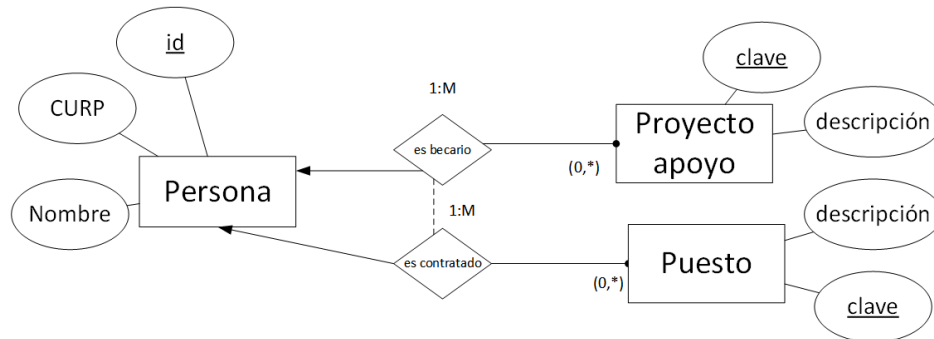 id
clave
CURP
1:M
Proyecto
apoyo
descripción
es becario
(0,*)
Persona
Nombre
1:M
descripción
es contratado
Puesto
(0,*)
clave